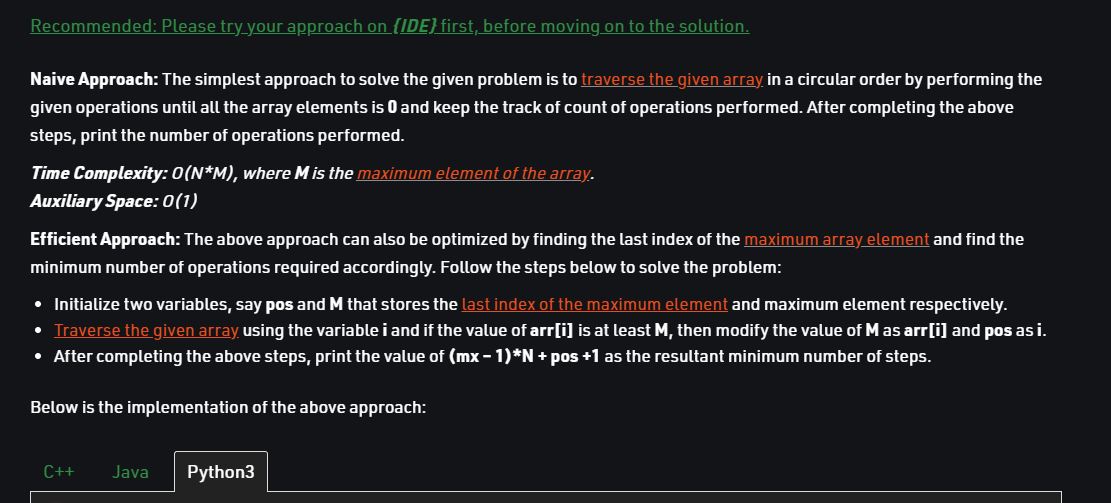 Recommended: Please try your approach on {IDE} first, before moving on to the solution.
Naive Approach: The simplest approach to solve the given problem is to traverse the given array in a circular order by performing the
given operations until all the array elements is 0 and keep the track of count of operations performed. After completing the above
steps, print the number of operations performed.
Time Complexity: O(N*M), where M is the maximum element of the array.
Auxiliary Space: O(1)
Efficient Approach: The above approach can also be optimized by finding the last index of the maximum array element and find the
minimum number of operations required accordingly. Follow the steps below to solve the problem:
• Initialize two variables, say pos and M that stores the last index of the maximum element and maximum element respectively.
• Traverse the given array using the variable i and if the value of arr[i] is at least M, then modify the value of M as arr[i] and pos as i.
• After completing the above steps, print the value of (mx – 1)*N + pos +1 as the resultant minimum number of steps.
Below is the implementation of the above approach:
C++ Java Python3